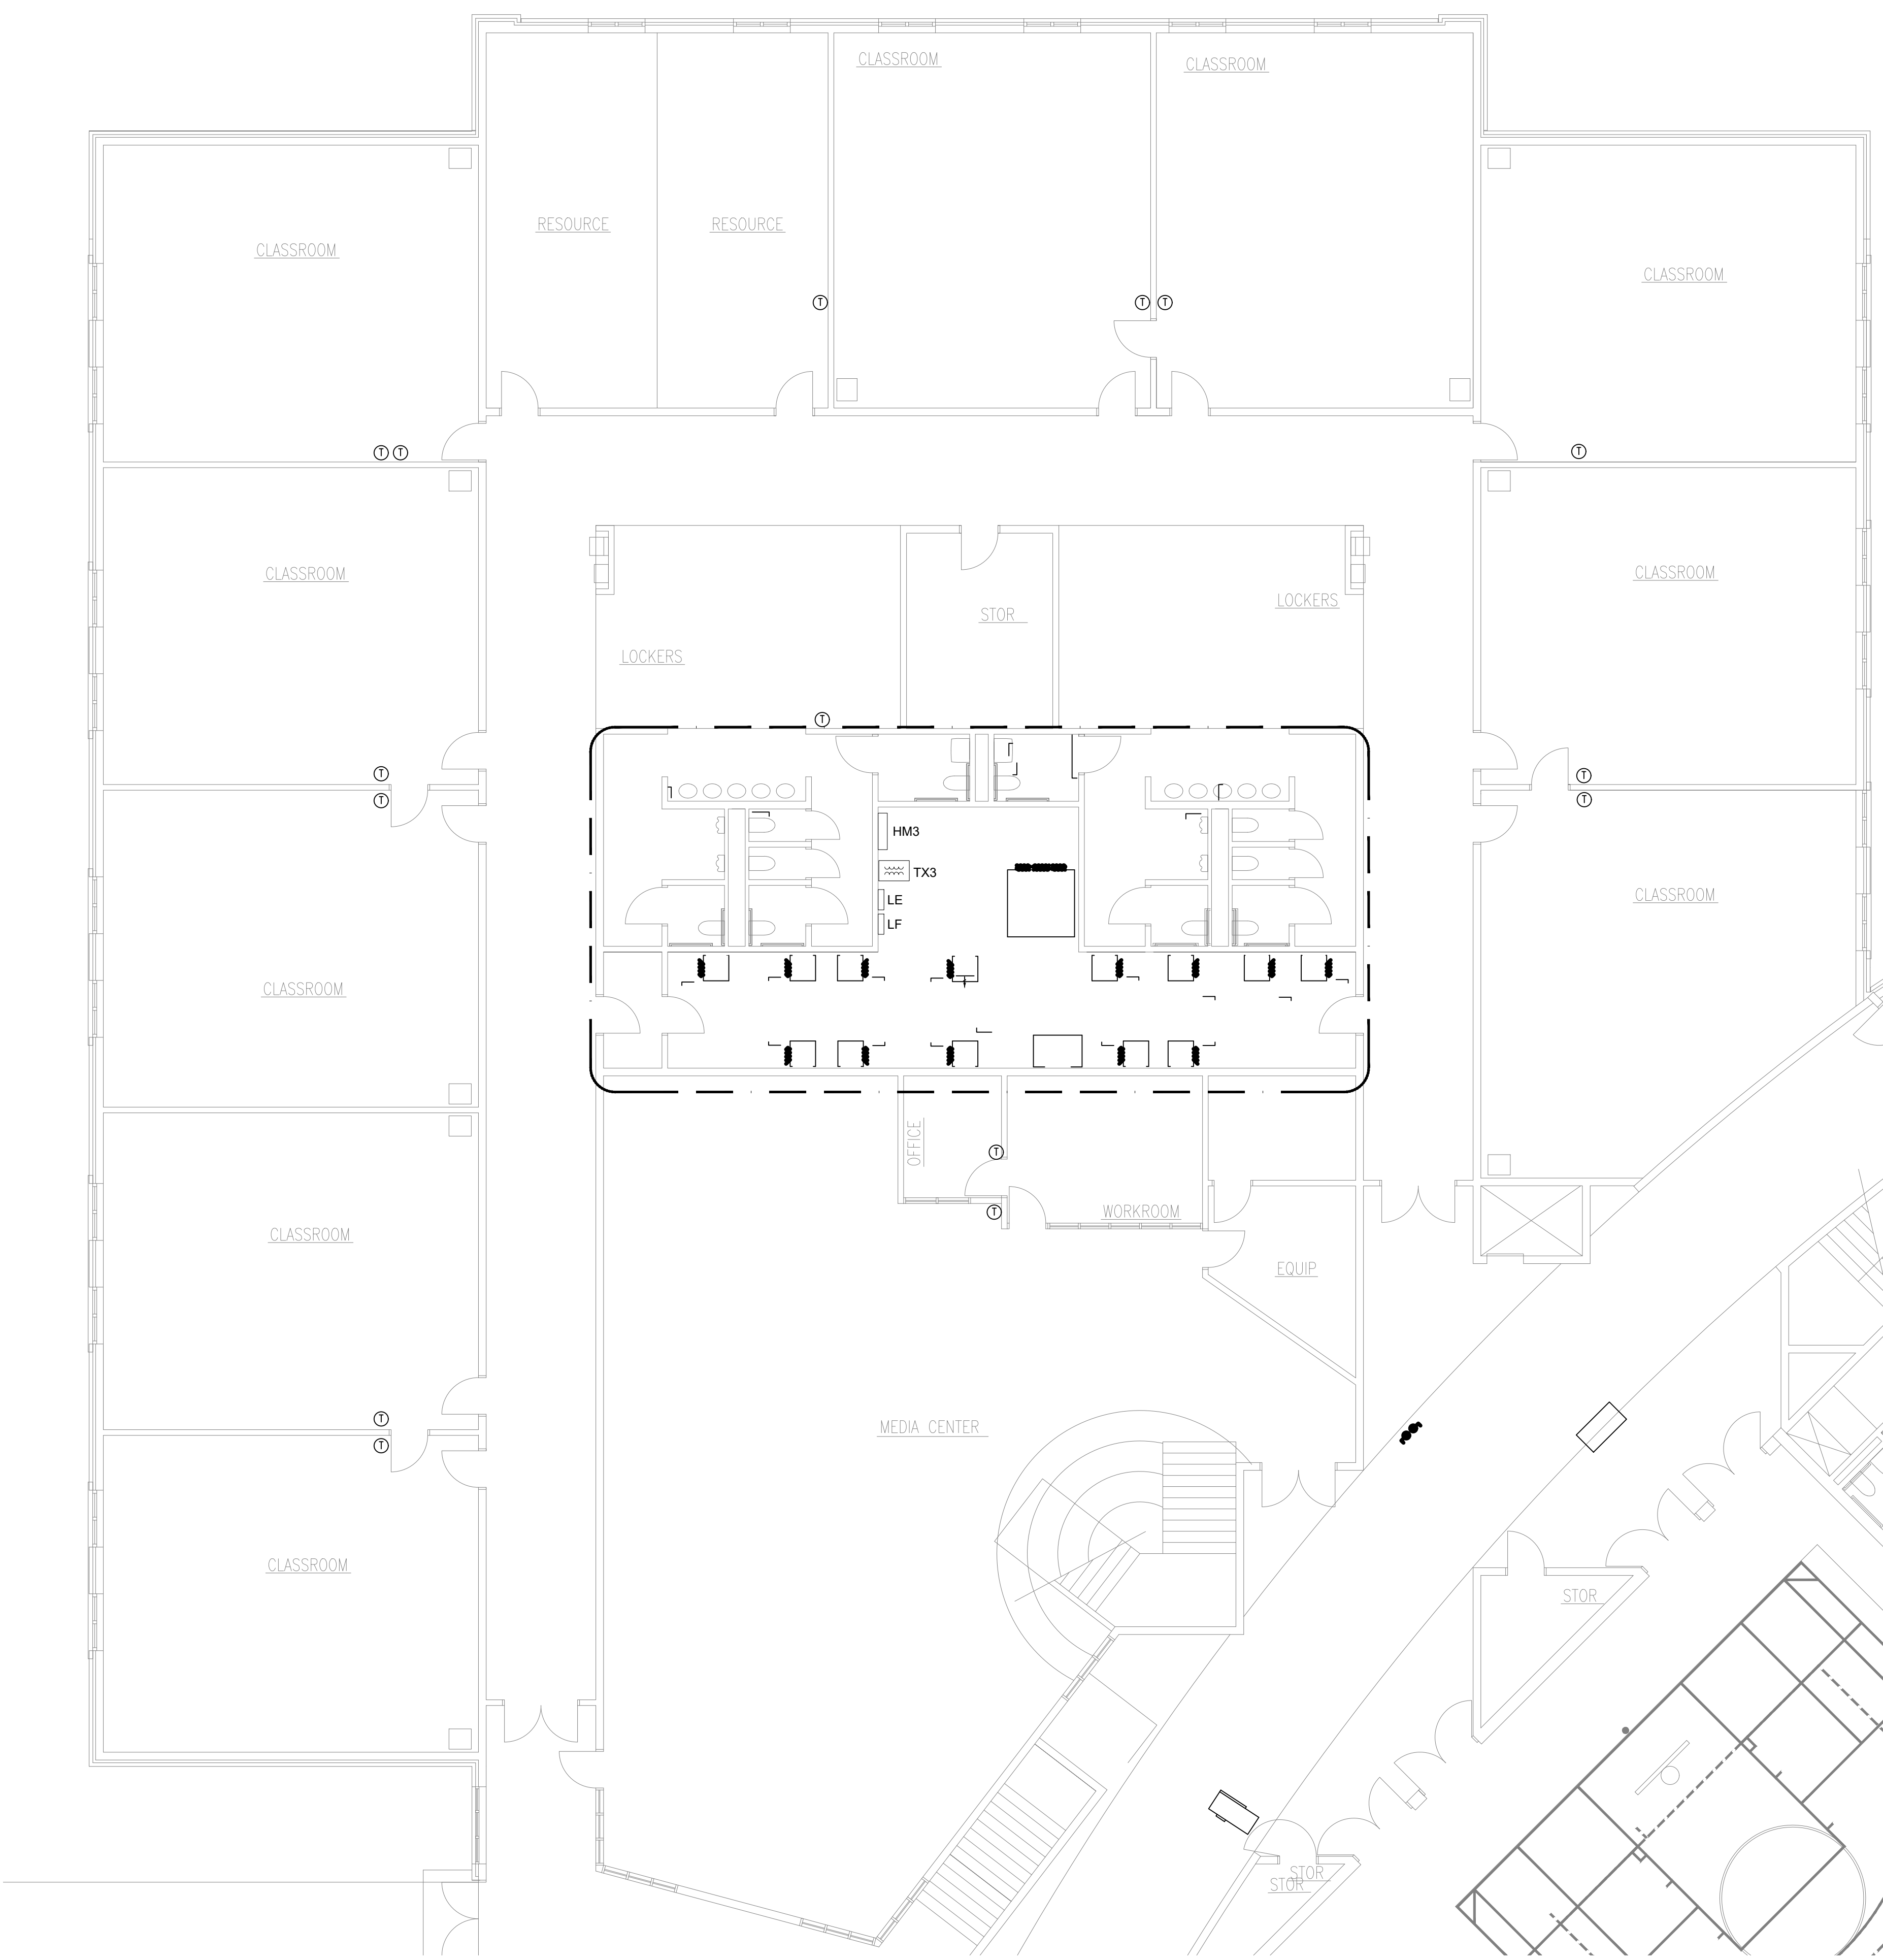 CLASSROOM
CLASSROOM
RESOURCE
RESOURCE
CLASSROOM
CLASSROOM
T
T
T
T
T
T
CLASSROOM
CLASSROOM
LOCKERS
STOR
LOCKERS
T
T
T
T
T
HM3
TX3
LE
LF
CLASSROOM
CLASSROOM
OFFICE
T
T
WORKROOM
CLASSROOM
EQUIP
T
T
MEDIA CENTER
CLASSROOM
STOR
STOR
STOR